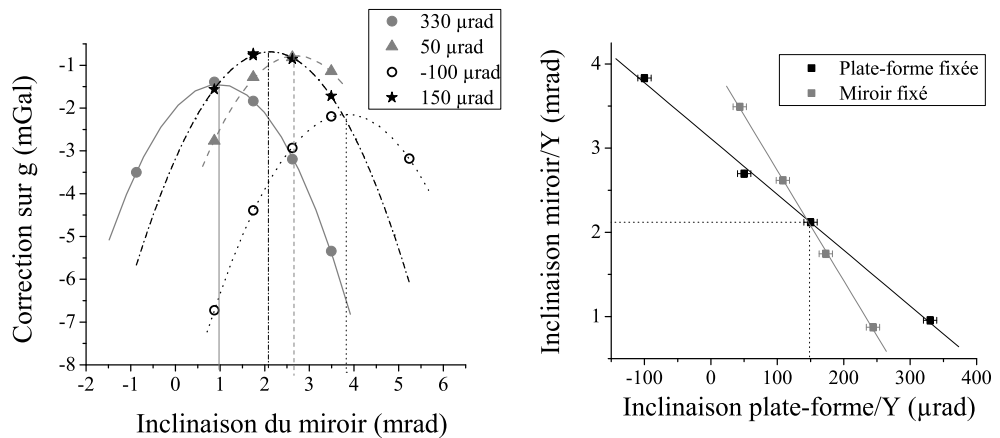 330 µrad
50 µrad
-100 µrad
150 µrad
Correction sur g (mGal)
-1
-2
-3
-4
-5
-6
-7
-8
-2 -1 0 1 2 3 4 5 6
Inclinaison du miroir (mrad)
Plate-forme fixée
Miroir fixé
Inclinaison miroir/Y (mrad)
4
3
2
1
-100 0 100 200 300 400
Inclinaison plate-forme/Y (µrad)